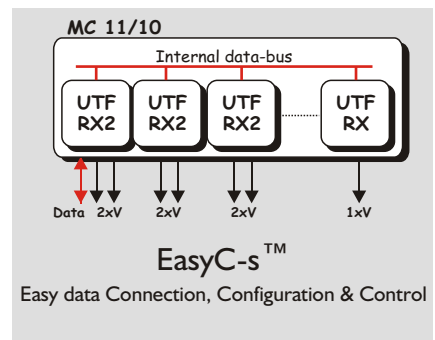 MC 11/10
Internal data-bus
UTF RX2 UTF RX2 UTF RX2 UTF RX
Data 2xV 2xV 2xV 1xV
EasyC-s™
Easy data Connection, Configuration & Control